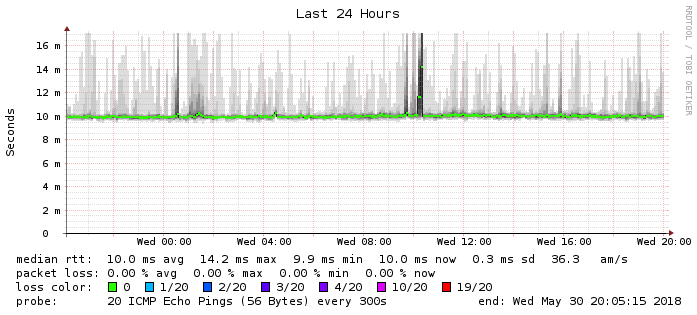 Last 24 Hours
RRDTOOL / TOBI OETIKER
Seconds
16 m
14 m
12 m
10 m
8 m
6 m
4 m
2 m
0
Wed 00:00 Wed 04:00 Wed 08:00 Wed 12:00 Wed 16:00 Wed 20:00
median rtt: 10.0 ms avg 14.2 ms max 9.9 ms min 10.0 ms now 0.3 ms sd 36.3 am/s
packet loss: 0.00 % avg 0.00 % max 0.00 % min 0.00 % now
loss color: 0 1/20 2/20 3/20 4/20 10/20 19/20
probe: 20 ICMP Echo Pings (56 Bytes) every 300s end: Wed May 30 20:05:15 2018